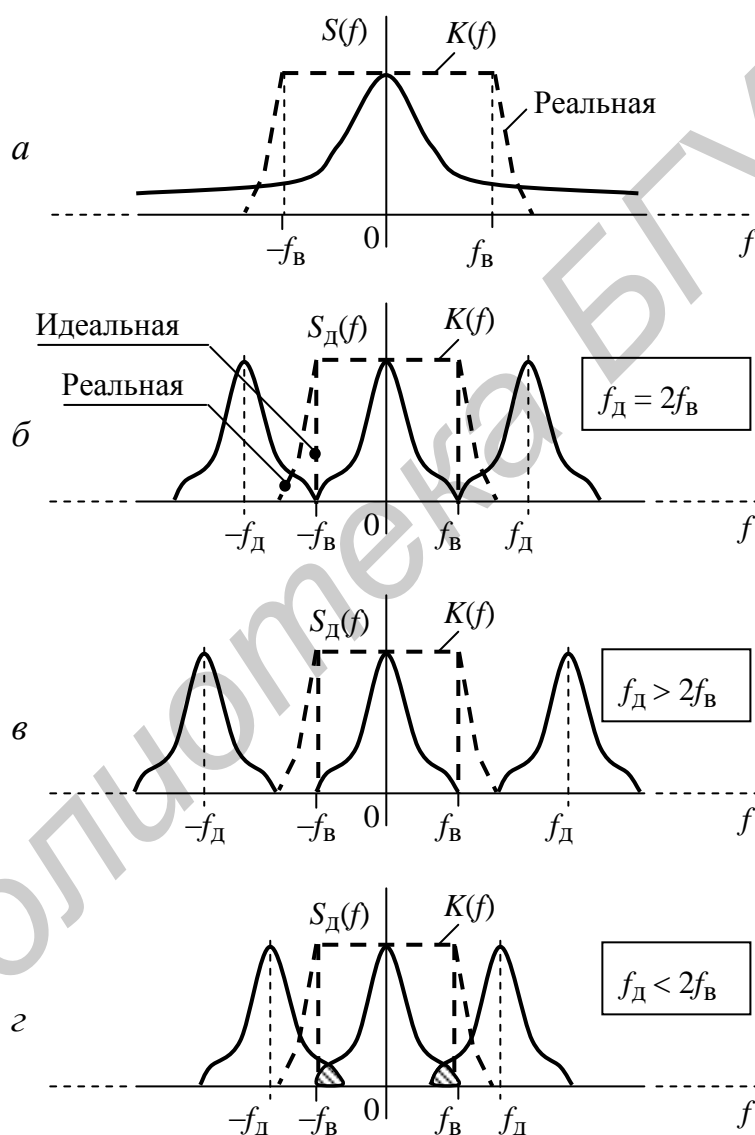 S(f) K(f)
Реальная
а
–fв 0 fв f
Идеальная
Sд(f) K(f)
Реальная
fд = 2fв
б
–fд –fв 0 fв fд f
Sд(f) K(f)
fд > 2fв
в
–fд –fв 0 fв fд f
Sд(f) K(f)
fд < 2fв
г
–fд –fв 0 fв fд f